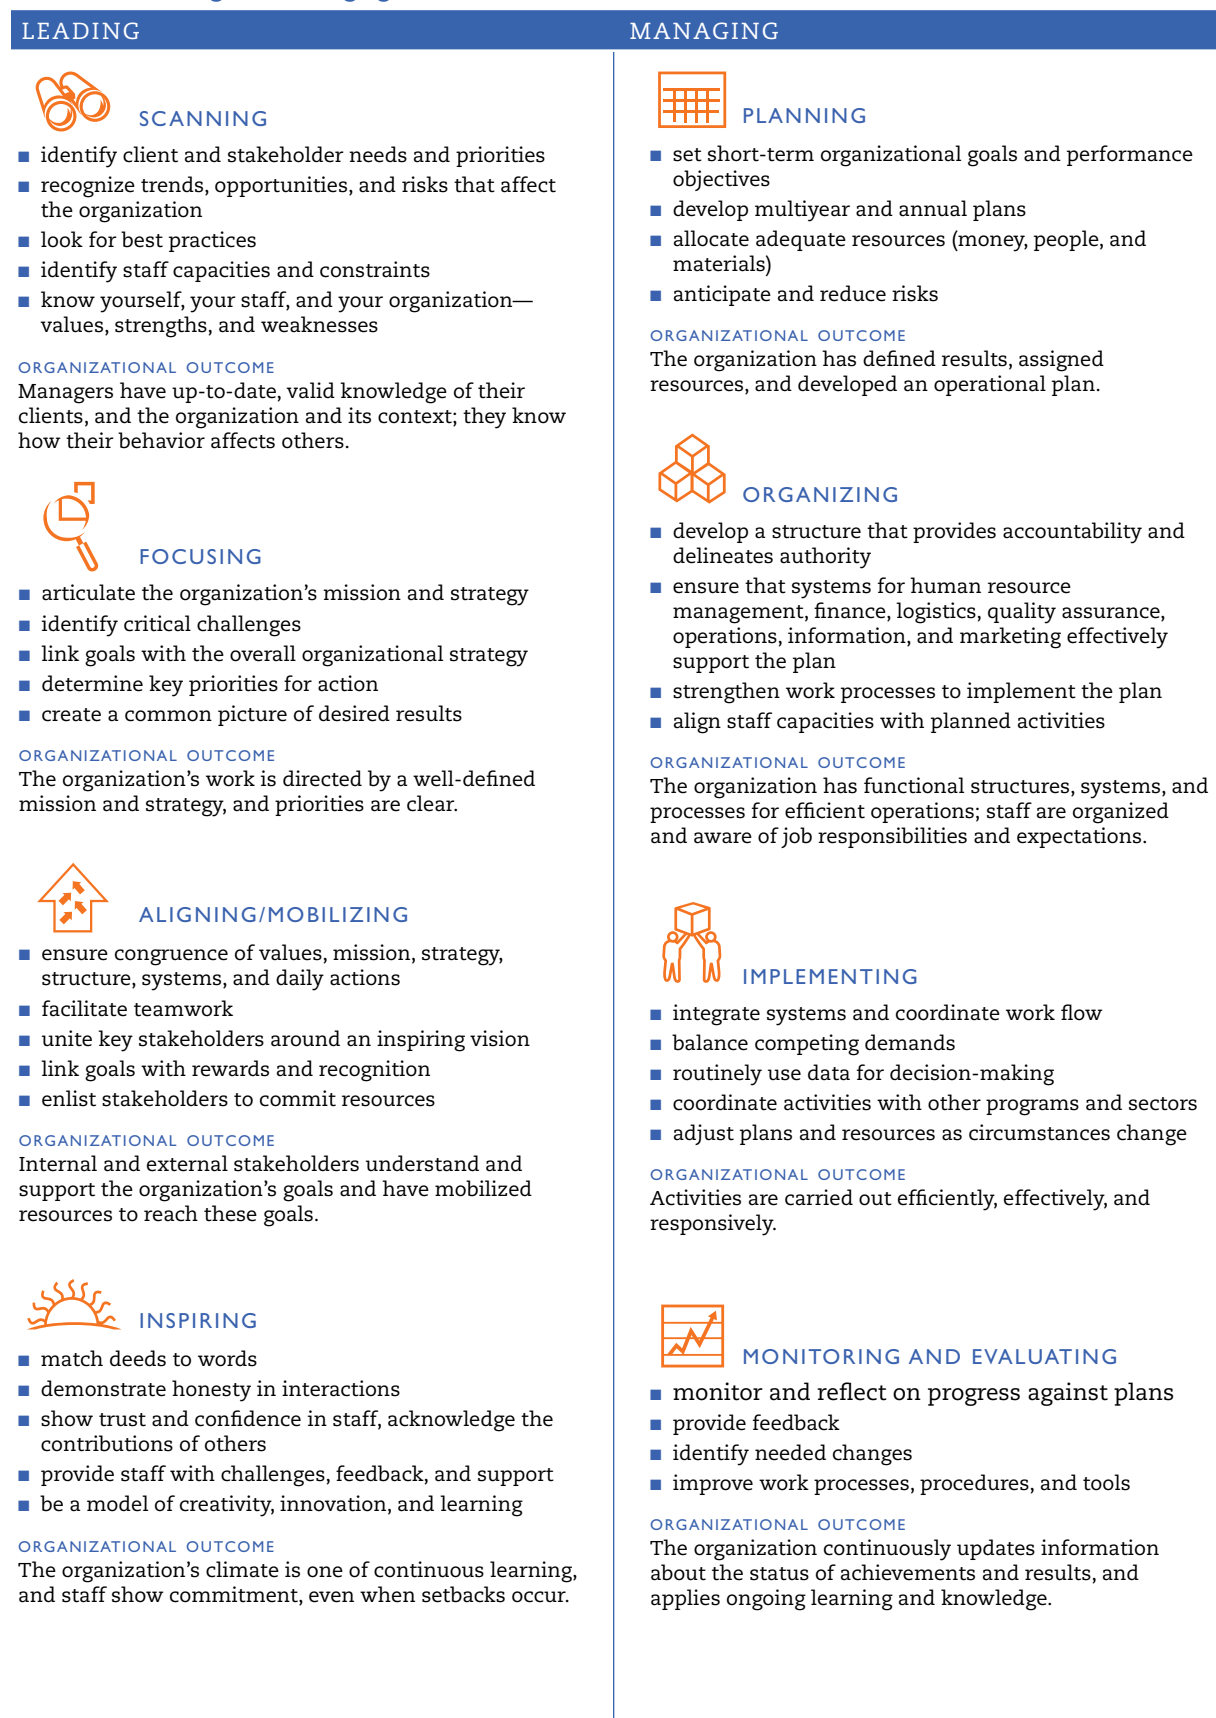 LEADING
SCANNING
identify client and stakeholder needs and priorities
recognize trends, opportunities, and risks that affect
the organization
look for best practices
identify staff capacities and constraints
know yourself, your staff, and your organization—
values, strengths, and weaknesses
ORGANIZATIONAL OUTCOME
Managers have up-to-date, valid knowledge of their
clients, and the organization and its context; they know
how their behavior affects others.
FOCUSING
articulate the organization’s mission and strategy
identify critical challenges
link goals with the overall organizational strategy
determine key priorities for action
create a common picture of desired results
ORGANIZATIONAL OUTCOME
The organization’s work is directed by a well-defined
mission and strategy, and priorities are clear.
ALIGNING/MOBILIZING
ensure congruence of values, mission, strategy,
structure, systems, and daily actions
facilitate teamwork
unite key stakeholders around an inspiring vision
link goals with rewards and recognition
enlist stakeholders to commit resources
ORGANIZATIONAL OUTCOME
Internal and external stakeholders understand and
support the organization’s goals and have mobilized
resources to reach these goals.
INSPIRING
match deeds to words
demonstrate honesty in interactions
show trust and confidence in staff, acknowledge the
contributions of others
provide staff with challenges, feedback, and support
be a model of creativity, innovation, and learning
ORGANIZATIONAL OUTCOME
The organization’s climate is one of continuous learning,
and staff show commitment, even when setbacks occur.
MANAGING
PLANNING
set short-term organizational goals and performance
objectives
develop multiyear and annual plans
allocate adequate resources (money, people, and
materials)
anticipate and reduce risks
ORGANIZATIONAL OUTCOME
The organization has defined results, assigned
resources, and developed an operational plan.
ORGANIZING
develop a structure that provides accountability and
delineates authority
ensure that systems for human resource
management, finance, logistics, quality assurance,
operations, information, and marketing effectively
support the plan
strengthen work processes to implement the plan
align staff capacities with planned activities
ORGANIZATIONAL OUTCOME
The organization has functional structures, systems, and
processes for efficient operations; staff are organized
and aware of job responsibilities and expectations.
IMPLEMENTING
integrate systems and coordinate work flow
balance competing demands
routinely use data for decision-making
coordinate activities with other programs and sectors
adjust plans and resources as circumstances change
ORGANIZATIONAL OUTCOME
Activities are carried out efficiently, effectively, and
responsively.
MONITORING AND EVALUATING
monitor and reflect on progress against plans
provide feedback
identify needed changes
improve work processes, procedures, and tools
ORGANIZATIONAL OUTCOME
The organization continuously updates information
about the status of achievements and results, and
applies ongoing learning and knowledge.